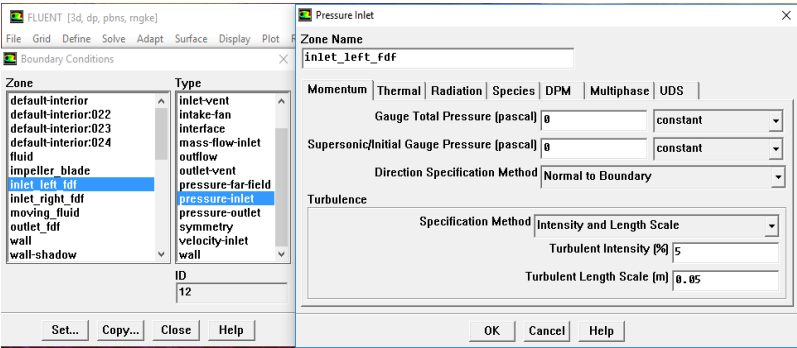 FLUENT [3d, dp, pbns, rngke]
File Grid Define Solve Adapt Surface Display Plot
Boundary Conditions
Zone
default-interior
default-interior:022
default-interior:023
default-interior:024
fluid
impeller_blade
inlet_left_fdf
inlet_right_fdf
moving_fluid
outlet_fdf
wall
wall-shadow
Type
inlet-vent
intake-fan
interface
mass-flow-inlet
outflow
outlet-vent
pressure-far-field
pressure-inlet
pressure-outlet
symmetry
velocity-inlet
wall
ID
12
Set... Copy... Close Help
Pressure Inlet
Zone Name
inlet_left_fdf
Momentum Thermal Radiation Species DPM Multiphase UDS
Gauge Total Pressure (pascal) 0 constant
Supersonic/Initial Gauge Pressure (pascal) 0 constant
Direction Specification Method Normal to Boundary
Turbulence
Specification Method Intensity and Length Scale
Turbulent Intensity (%) 5
Turbulent Length Scale (m) 0.05
OK Cancel Help